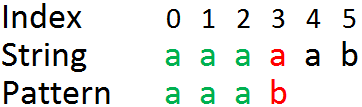 Index 0 1 2 3 4 5
String a a a a a b
Pattern a a a b